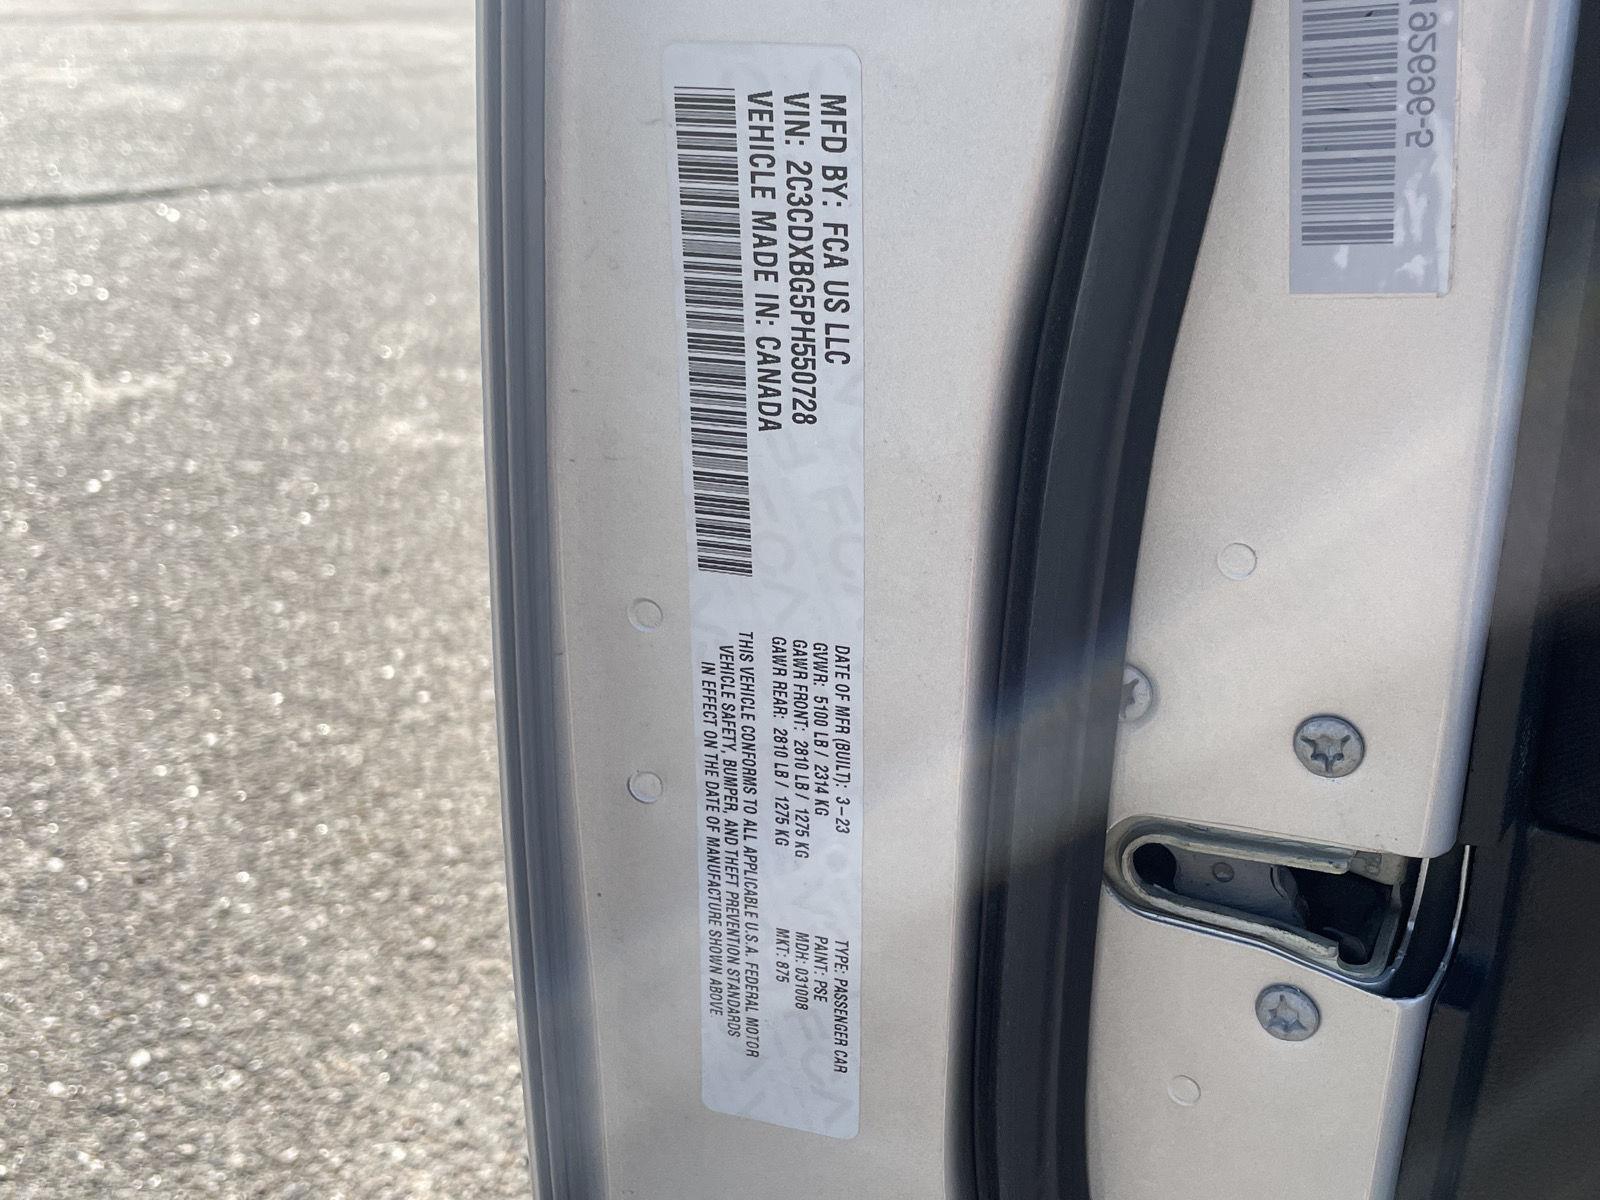 MFD BY: FCA US LLC
VIN: 2C3CDXBG5PH550728
VEHICLE MADE IN: CANADA
DATE OF MFR (BUILT): 3-23
GVWR: 5100 LB / 2314 KG
GAWR FRONT: 2810 LB / 1275 KG
GAWR REAR: 2810 LB / 1275 KG
TYPE: PASSENGER CAR
PAINT: PSE
MDH: 031008
MKT: 875
THIS VEHICLE CONFORMS TO ALL APPLICABLE U.S.A. FEDERAL MOTOR
VEHICLE SAFETY, BUMPER, AND THEFT PREVENTION STANDARDS
IN EFFECT ON THE DATE OF MANUFACTURE SHOWN ABOVE.